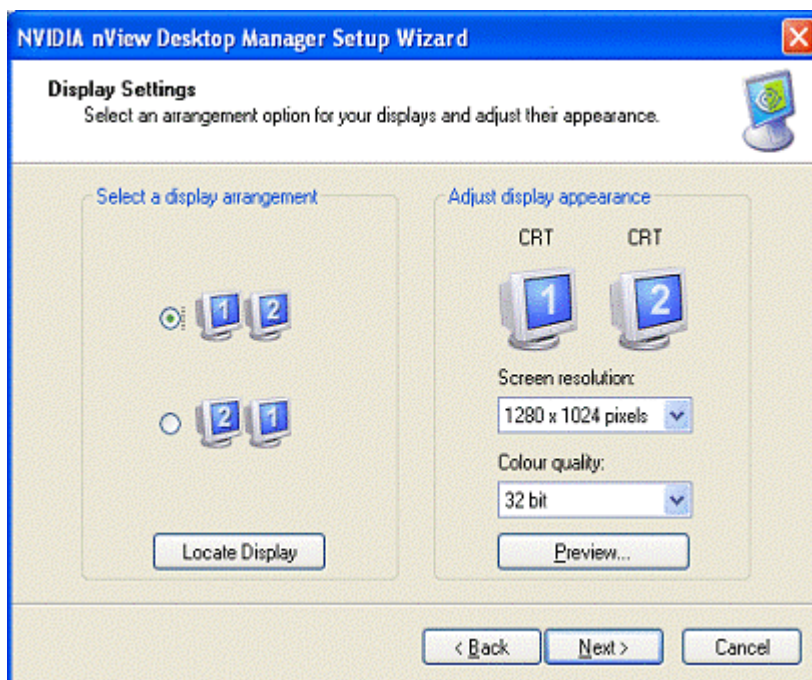 NVIDIA nView Desktop Manager Setup Wizard
Display Settings
Select an arrangement option for your displays and adjust their appearance.
Select a display arrangement
1 2
2 1
Locate Display
Adjust display appearance
CRT CRT
1 2
Screen resolution:
1280 x 1024 pixels
Colour quality:
32 bit
Preview...
< Back Next > Cancel